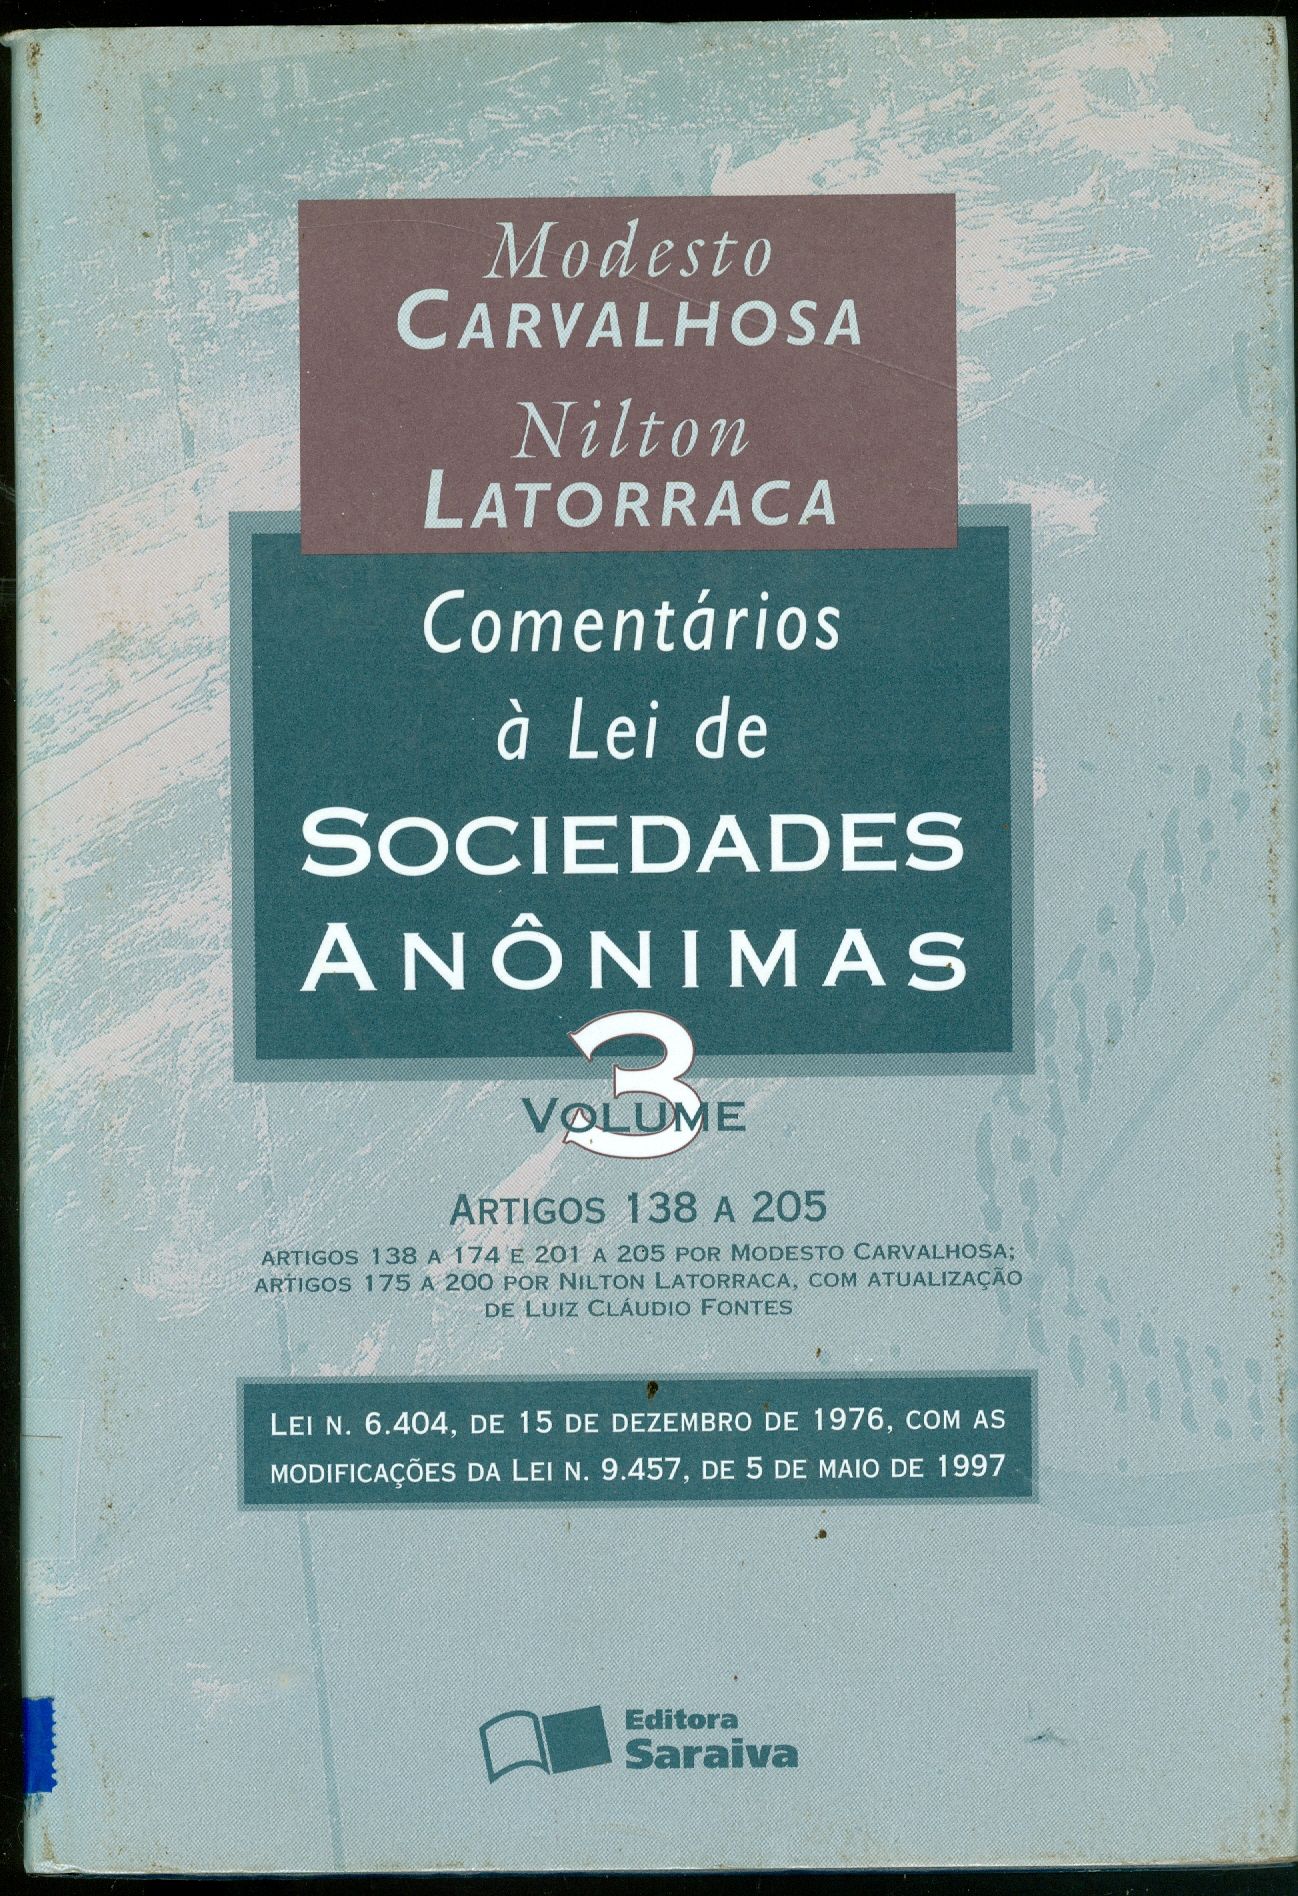 Modesto
CARVALHOSA
Nilton
LATORRACA
Comentários
à Lei de
SOCIEDADES
ANÔNIMAS
3
VOLUME
ARTIGOS 138 A 205
ARTIGOS 138 A 174 E 201 A 205 POR MODESTO CARVALHOSA;
ARTIGOS 175 A 200 POR NILTON LATORRACA, COM ATUALIZAÇÃO
DE LUIZ CLÁUDIO FONTES
LEI N. 6.404, DE 15 DE DEZEMBRO DE 1976, COM AS
MODIFICAÇÕES DA LEI N. 9.457, DE 5 DE MAIO DE 1997
Editora
Saraiva